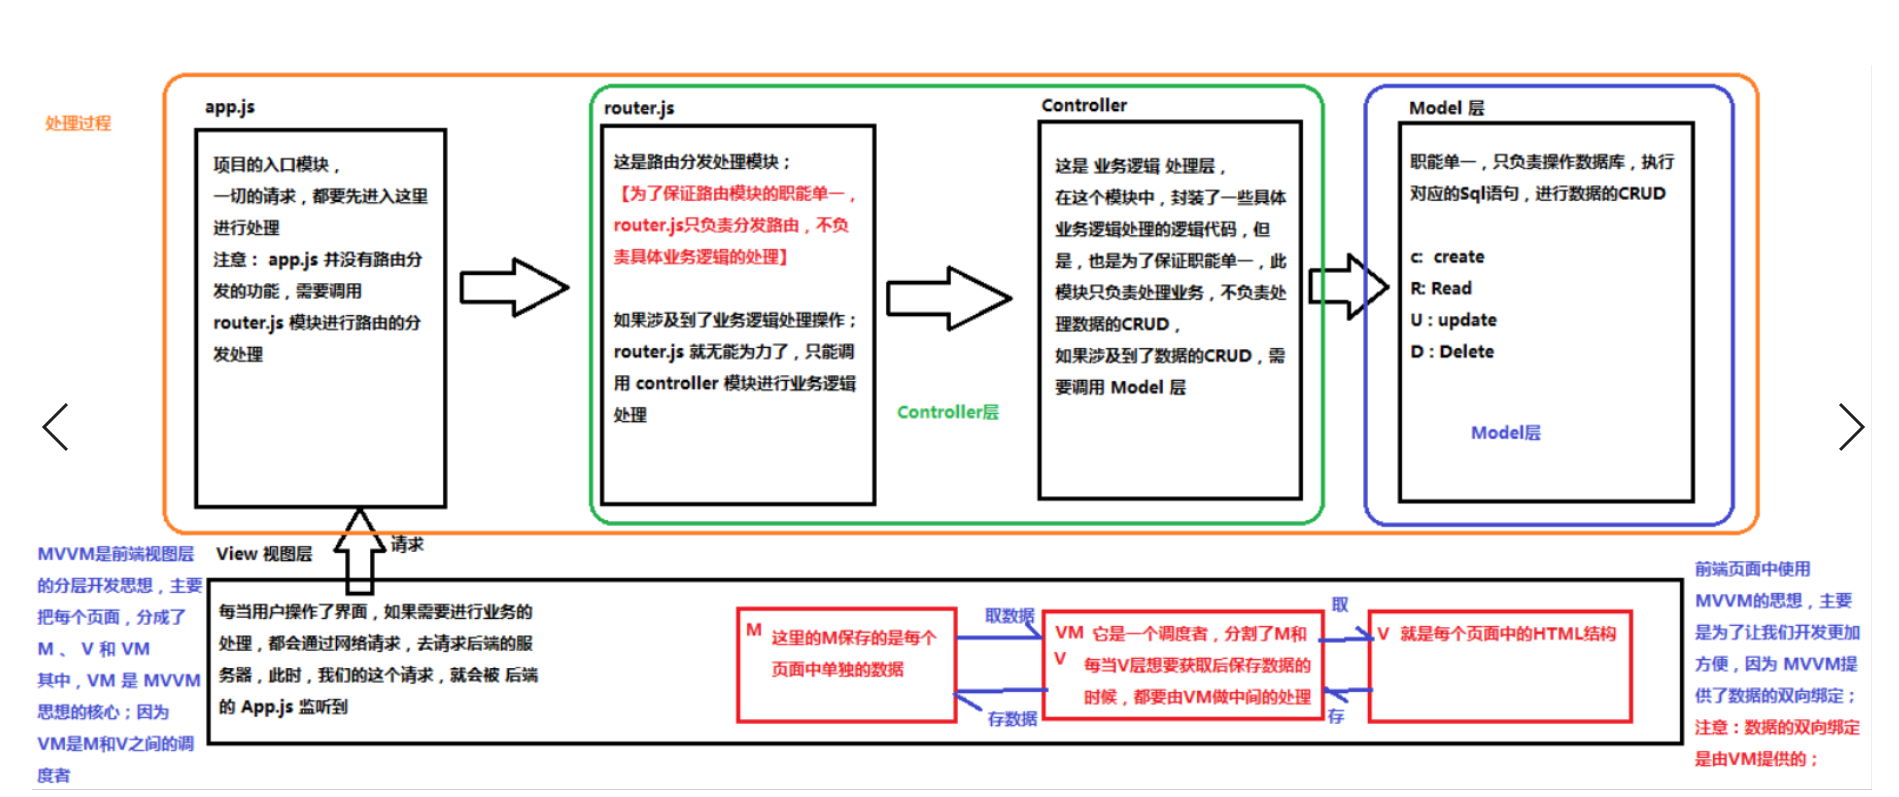 处理过程
app.js
项目的入口模块，
一切的请求，都要先进入这里
进行处理
注意： app.js 并没有路由分
发的功能，需要调用
router.js 模块进行路由的分
发处理
router.js
这是路由分发处理模块；
【为了保证路由模块的职能单一，
router.js只负责分发路由，不负
责具体业务逻辑的处理】
如果涉及到了业务逻辑处理操作；
router.js 就无能为力了，只能调
用 controller 模块进行业务逻辑
处理
Controller层
Controller
这是 业务逻辑 处理层，
在这个模块中，封装了一些具体
业务逻辑处理的逻辑代码，但
是，也是为了保证职能单一，此
模块只负责处理业务，不负责处
理数据的CRUD，
如果涉及到了数据的CRUD，需
要调用 Model 层
Model 层
职能单一，只负责操作数据库，执行
对应的Sql语句，进行数据的CRUD
c: create
R: Read
U : update
D : Delete
Model层
请求
MVVM是前端视图层
的分层开发思想，主要
把每个页面，分成了
M 、 V 和 VM
其中，VM 是 MVVM
思想的核心；因为
VM是M和V之间的调
度者
View 视图层
每当用户操作了界面，如果需要进行业务的
处理，都会通过网络请求，去请求后端的服
务器，此时，我们的这个请求，就会被 后端
的 App.js 监听到
M 这里的M保存的是每个
页面中单独的数据
取数据
存数据
VM 它是一个调度者，分割了M和
V 每当V层想要获取后保存数据的
时候，都要由VM做中间的处理
取
存
V 就是每个页面中的HTML结构
前端页面中使用
MVVM的思想，主要
是为了让我们开发更加
方便，因为 MVVM提
供了数据的双向绑定；
注意：数据的双向绑定
是由VM提供的；